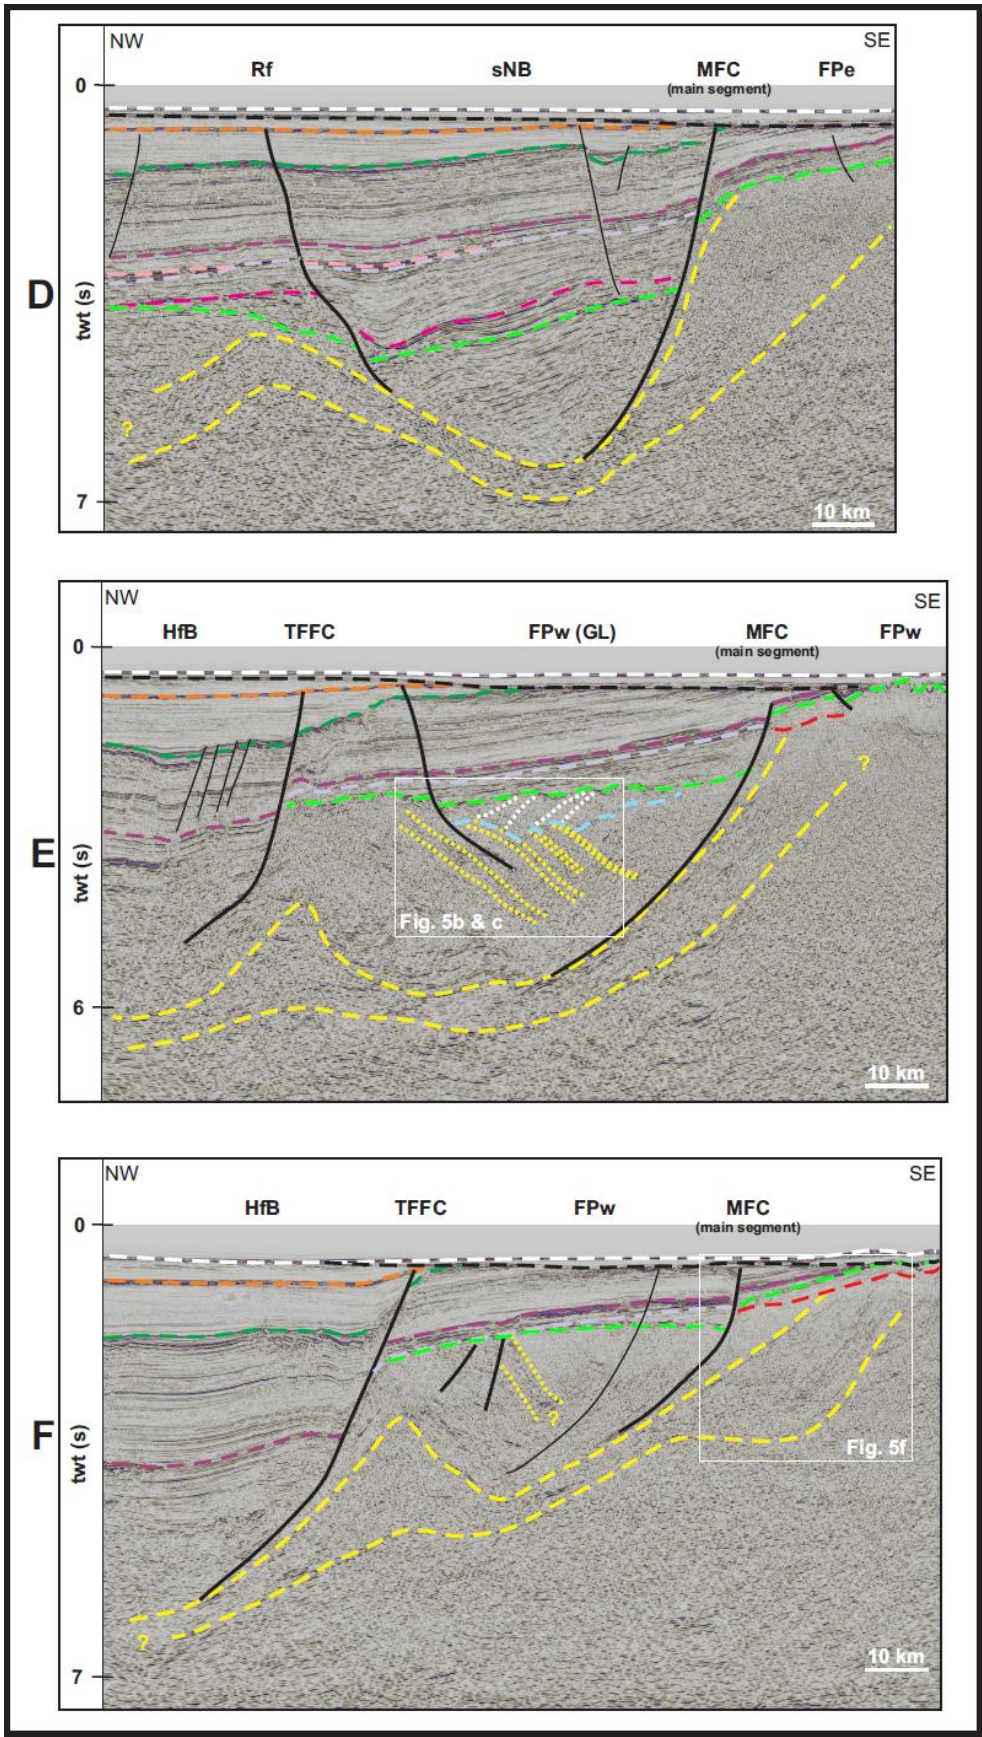 NW SE
Rf sNB MFC FPe
(main segment)
0
D
twt (s)
?
7
10 km
NW SE
HfB TFFC FPw (GL) MFC FPw
(main segment)
0
?
E
twt (s)
Fig. 5b & c
6
10 km
NW SE
HfB TFFC FPw MFC
(main segment)
0
?
F
twt (s)
Fig. 5f
?
10 km
7